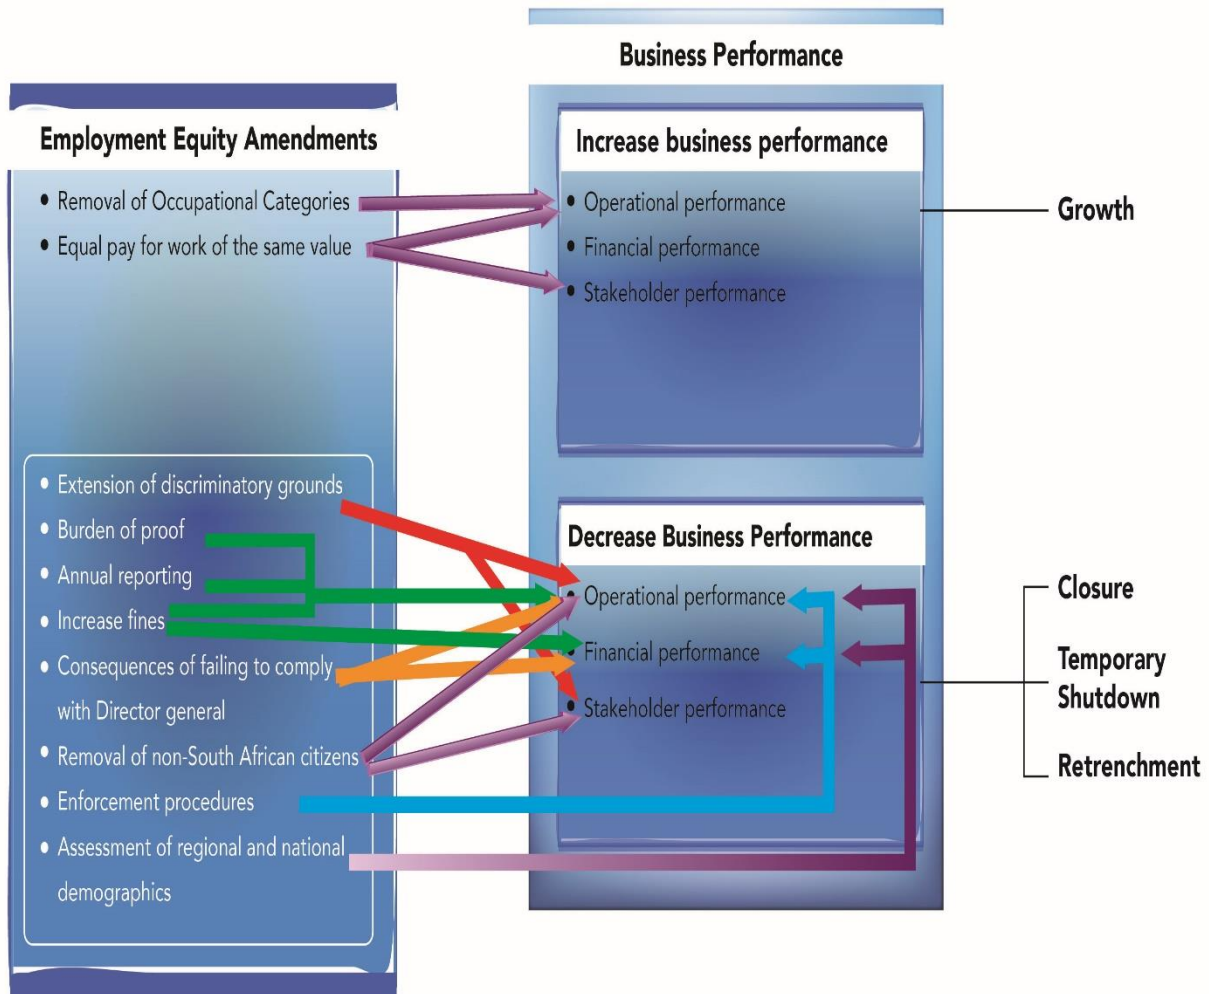 Business Performance
Employment Equity Amendments
• Removal of Occupational Categories
• Equal pay for work of the same value
• Extension of discriminatory grounds
• Burden of proof
• Annual reporting
• Increase fines
• Consequences of failing to comply
with Director general
• Removal of non-South African citizens
• Enforcement procedures
• Assessment of regional and national
demographics
Increase business performance
• Operational performance
• Financial performance
• Stakeholder performance
Decrease Business Performance
• Operational performance
• Financial performance
• Stakeholder performance
Growth
Closure
Temporary
Shutdown
Retrenchment